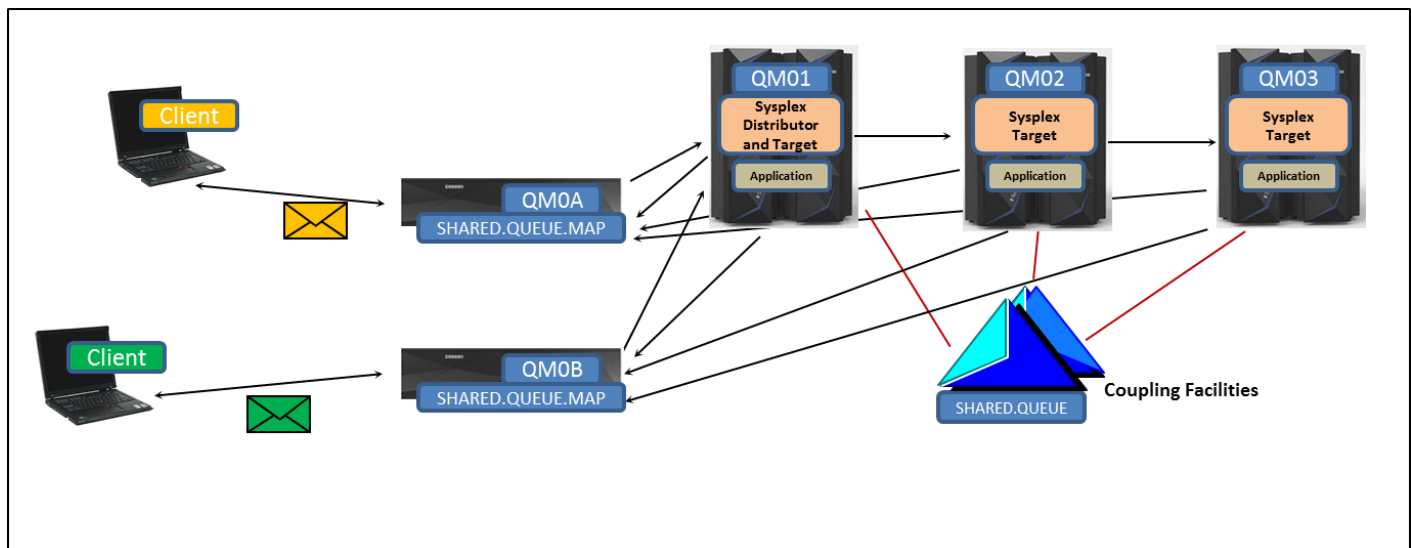 QM01
QM02
QM03
Client
Sysplex
Distributor
and Target
Sysplex
Target
Sysplex
Target
Application
Application
Application
QM0A
SHARED.QUEUE.MAP
Client
QM0B
SHARED.QUEUE.MAP
Coupling Facilities
SHARED.QUEUE